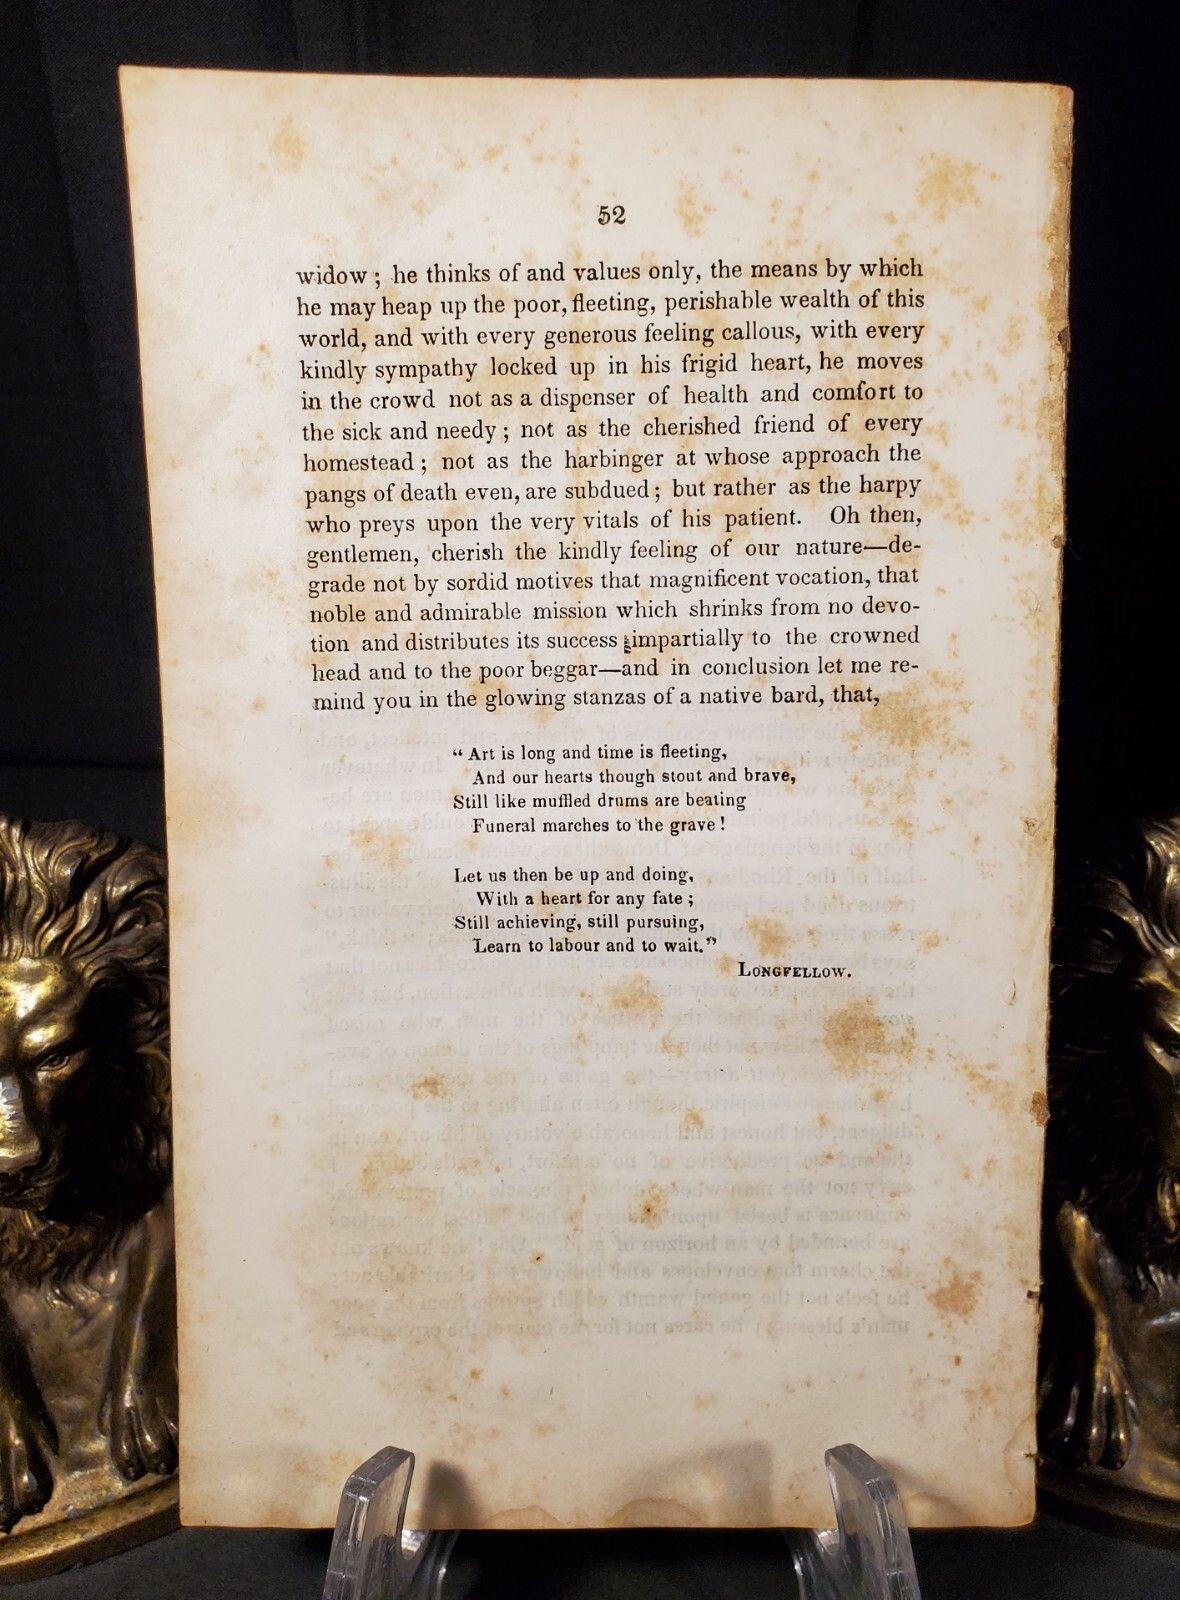 52
widow ; he thinks of and values only, the means by which
he may heap up the poor, fleeting, perishable wealth of this
world, and with every generous feeling callous, with every
kindly sympathy locked up in his frigid heart, he moves
in the crowd not as a dispenser of health and comfort to
the sick and needy ; not as the cherished friend of every
homestead ; not as the harbinger at whose approach the
pangs of death even, are subdued ; but rather as the harpy
who preys upon the very vitals of his patient. Oh then,
gentlemen, cherish the kindly feeling of our nature—de-
grade not by sordid motives that magnificent vocation, that
noble and admirable mission which shrinks from no devo-
tion and distributes its success impartially to the crowned
head and to the poor beggar—and in conclusion let me re-
mind you in the glowing stanzas of a native bard, that,
“ Art is long and time is fleeting,
And our hearts though stout and brave,
Still like muffled drums are beating
Funeral marches to the grave !
Let us then be up and doing,
With a heart for any fate ;
Still achieving, still pursuing,
Learn to labour and to wait.”
LONGFELLOW.